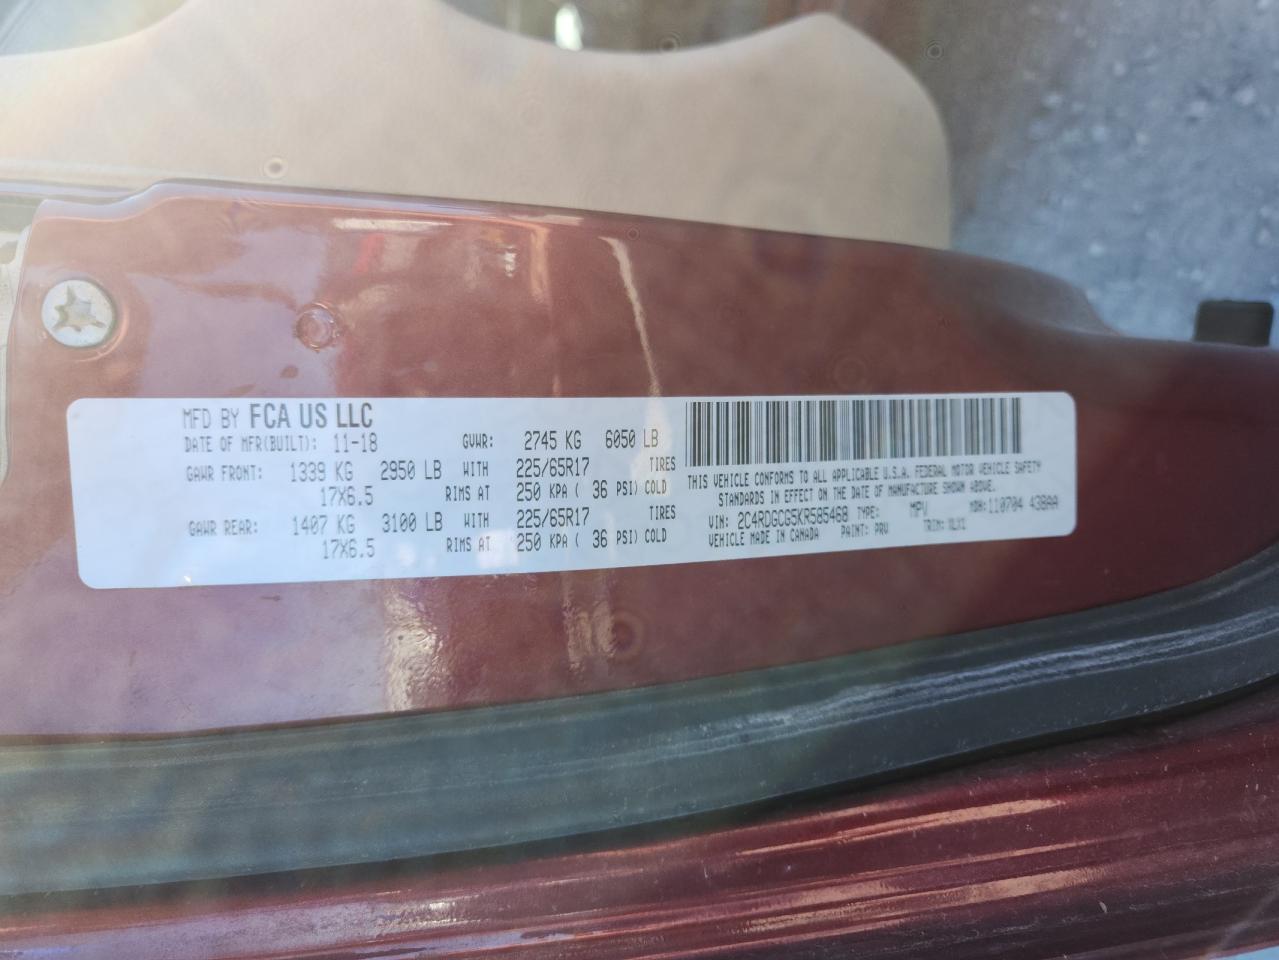 MFD BY FCA US LLC
DATE OF MFR(BUILT): 11-18 GVWR: 2745 KG 6050 LB
GAWR FRONT: 1339 KG 2950 LB WITH 225/65R17 TIRES
17X6.5 RIMS AT 250 KPA ( 36 PSI) COLD
GAWR REAR: 1407 KG 3100 LB WITH 225/65R17 TIRES
17X6.5 RIMS AT 250 KPA ( 36 PSI) COLD
THIS VEHICLE CONFORMS TO ALL APPLICABLE U.S.A. FEDERAL MOTOR VEHICLE SAFETY
STANDARDS IN EFFECT ON THE DATE OF MANUFACTURE SHOWN ABOVE.
VIN: 2C4RDGCG5KR585468 TYPE: MPV MDH:110704 438AA
VEHICLE MADE IN CANADA PAINT: PRV TRIM: